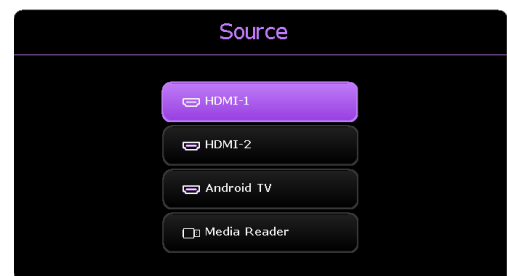 Source
HDMI-1
HDMI-2
Android TV
Media Reader